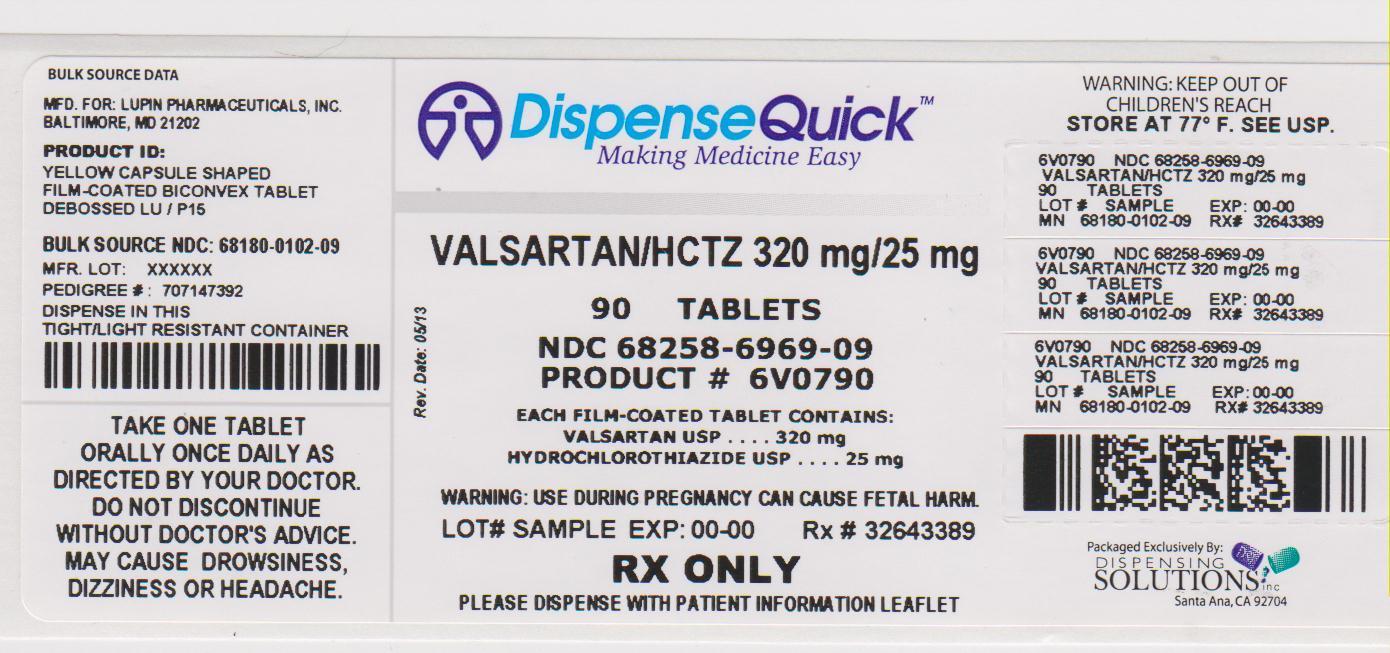 BULK SOURCE DATA
MFD. FOR: LUPIN PHARMACEUTICALS, INC.
BALTIMORE, MD 21202
PRODUCT ID:
YELLOW CAPSULE SHAPED
FILM-COATED BICONVEX TABLET
DEBOSSED LU / P15
BULK SOURCE NDC: 68180-0102-09
MFR. LOT: XXXXXX
PEDIGREE # : 707147392
DISPENSE IN THIS
TIGHT/LIGHT RESISTANT CONTAINER
TAKE ONE TABLET
ORALLY ONCE DAILY AS
DIRECTED BY YOUR DOCTOR.
DO NOT DISCONTINUE
WITHOUT DOCTOR'S ADVICE.
MAY CAUSE DROWSINESS,
DIZZINESS OR HEADACHE.
DispenseQuick™
Making Medicine Easy
VALSARTAN/HCTZ 320 mg/25 mg
90 TABLETS
NDC 68258-6969-09
PRODUCT # 6V0790
Rev. Date: 05/13
EACH FILM-COATED TABLET CONTAINS:
VALSARTAN USP . . . . 320 mg
HYDROCHLOROTHIAZIDE USP . . . . 25 mg
WARNING: USE DURING PREGNANCY CAN CAUSE FETAL HARM.
LOT# SAMPLE EXP: 00-00 Rx # 32643389
RX ONLY
PLEASE DISPENSE WITH PATIENT INFORMATION LEAFLET
WARNING: KEEP OUT OF
CHILDREN'S REACH
STORE AT 77° F. SEE USP.
6V0790 NDC 68258-6969-09
VALSARTAN/HCTZ 320 mg/25 mg
90 TABLETS
LOT # SAMPLE EXP: 00-00
MN 68180-0102-09 RX# 32643389
6V0790 NDC 68258-6969-09
VALSARTAN/HCTZ 320 mg/25 mg
90 TABLETS
LOT # SAMPLE EXP: 00-00
MN 68180-0102-09 RX# 32643389
6V0790 NDC 68258-6969-09
VALSARTAN/HCTZ 320 mg/25 mg
90 TABLETS
LOT # SAMPLE EXP: 00-00
MN 68180-0102-09 RX# 32643389
Packaged Exclusively By:
DISPENSING
SOLUTIONS inc
Santa Ana, CA 92704